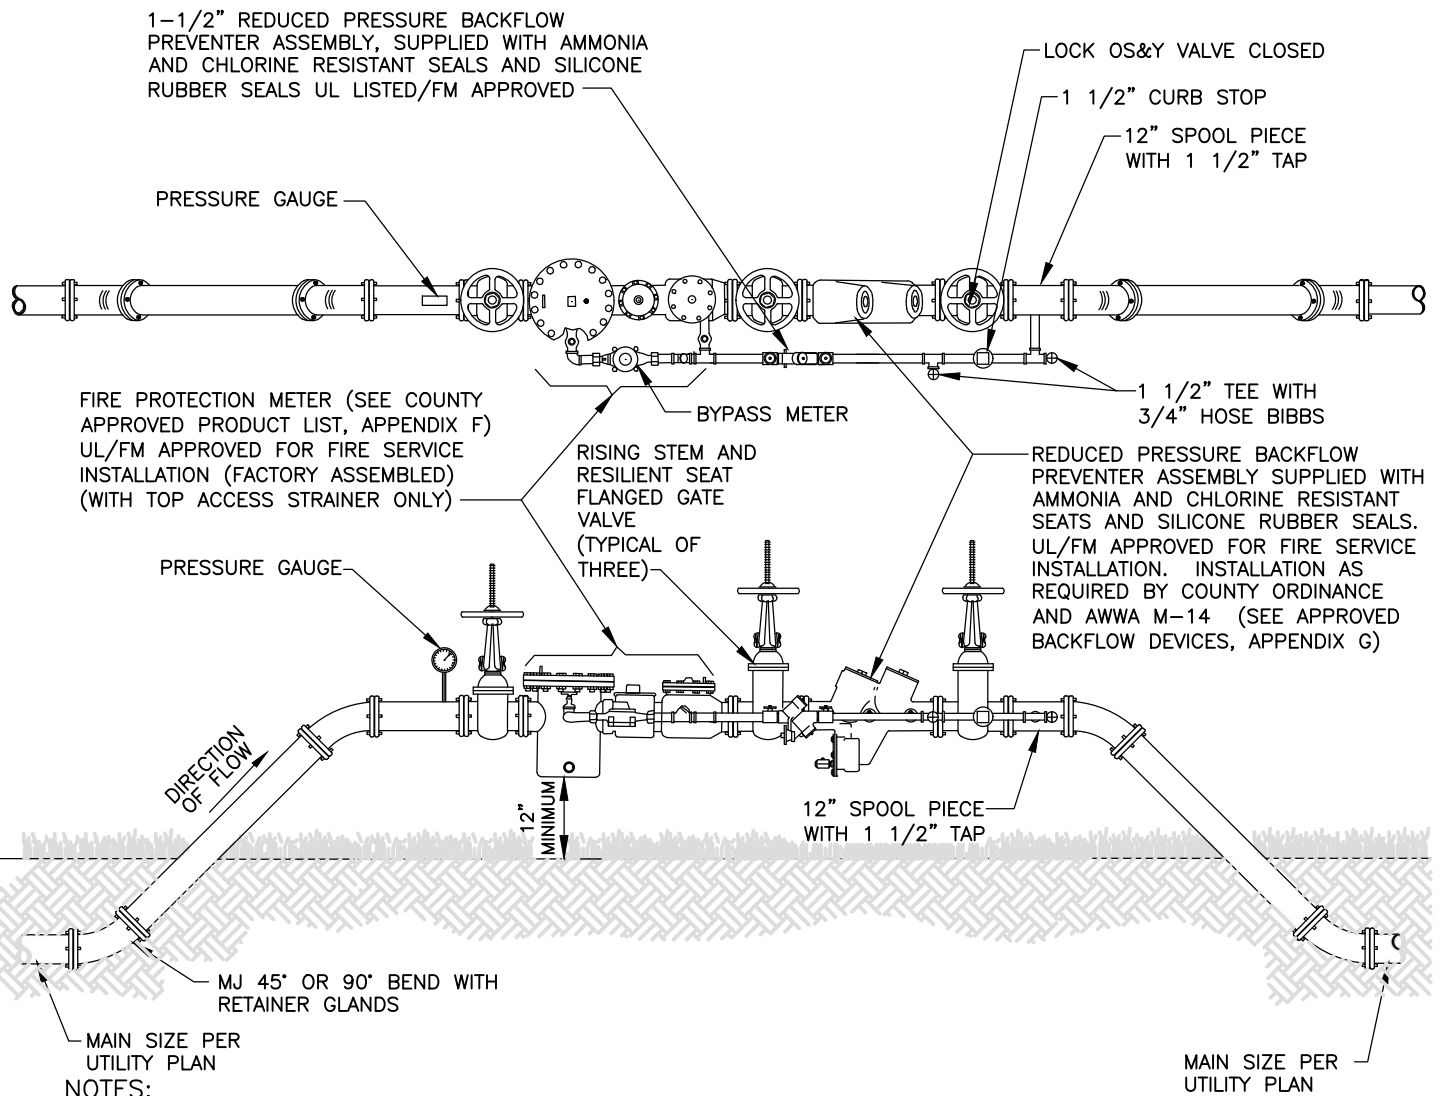 1-1/2" REDUCED PRESSURE BACKFLOW
PREVENTER ASSEMBLY, SUPPLIED WITH AMMONIA
AND CHLORINE RESISTANT SEALS AND SILICONE
RUBBER SEALS UL LISTED/FM APPROVED
LOCK OS&Y VALVE CLOSED
1 1/2" CURB STOP
12" SPOOL PIECE
WITH 1 1/2" TAP
PRESSURE GAUGE
1 1/2" TEE WITH
3/4" HOSE BIBBS
BYPASS METER
FIRE PROTECTION METER (SEE COUNTY
APPROVED PRODUCT LIST, APPENDIX F)
UL/FM APPROVED FOR FIRE SERVICE
INSTALLATION (FACTORY ASSEMBLED)
(WITH TOP ACCESS STRAINER ONLY)
RISING STEM AND
RESILIENT SEAT
FLANGED GATE
VALVE
(TYPICAL OF
THREE)
REDUCED PRESSURE BACKFLOW
PREVENTER ASSEMBLY SUPPLIED WITH
AMMONIA AND CHLORINE RESISTANT
SEATS AND SILICONE RUBBER SEALS.
UL/FM APPROVED FOR FIRE SERVICE
INSTALLATION. INSTALLATION AS
REQUIRED BY COUNTY ORDINANCE
AND AWWA M-14 (SEE APPROVED
BACKFLOW DEVICES, APPENDIX G)
PRESSURE GAUGE
DIRECTION
OF FLOW
12"
MINIMUM
12" SPOOL PIECE
WITH 1 1/2" TAP
MJ 45° OR 90° BEND WITH
RETAINER GLANDS
MAIN SIZE PER
UTILITY PLAN
MAIN SIZE PER
UTILITY PLAN
NOTES: